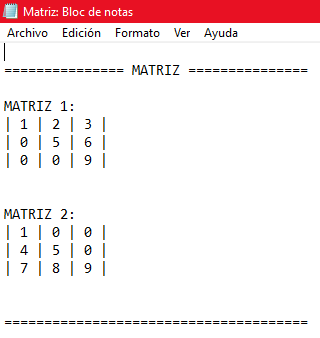 Matriz: Bloc de notas
Archivo Edición Formato Ver Ayuda
=============== MATRIZ ===============
MATRIZ 1:
| 1 | 2 | 3 |
| 0 | 5 | 6 |
| 0 | 0 | 9 |
MATRIZ 2:
| 1 | 0 | 0 |
| 4 | 5 | 0 |
| 7 | 8 | 9 |
======================================